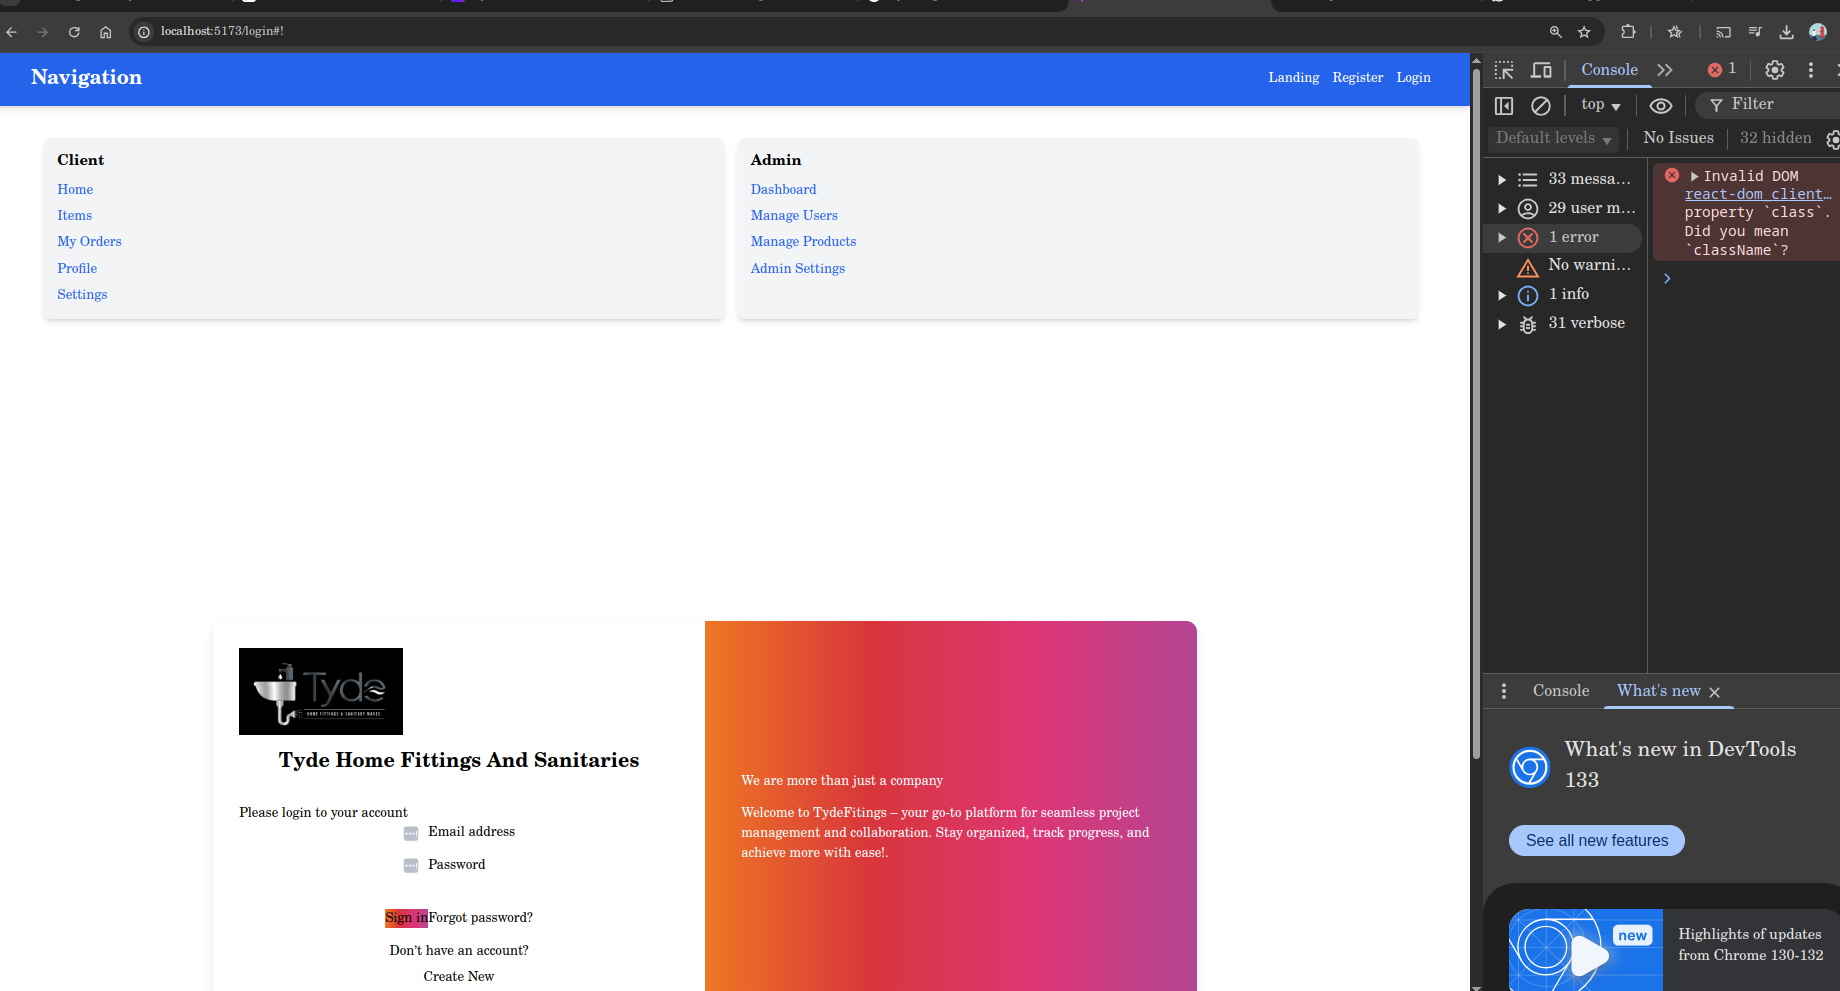 localhost:5173/login#!
Navigation
Landing Register Login
Client
Home
Items
My Orders
Profile
Settings
Admin
Dashboard
Manage Users
Manage Products
Admin Settings
Tyde
HOME FITTINGS & SANITARY WARES
Tyde Home Fittings And Sanitaries
Please login to your account
Email address
Password
Sign in Forgot password?
Don't have an account?
Create New
We are more than just a company
Welcome to TydeFitings – your go-to platform for seamless project
management and collaboration. Stay organized, track progress, and
achieve more with ease!.
Console
1
top
Filter
Default levels
No Issues
32 hidden
33 messa...
29 user m...
1 error
No warni...
1 info
31 verbose
Invalid DOM
react-dom_client…
property `class`.
Did you mean
`className`?
Console
What's new
What's new in DevTools
133
See all new features
new
Highlights of updates
from Chrome 130-132